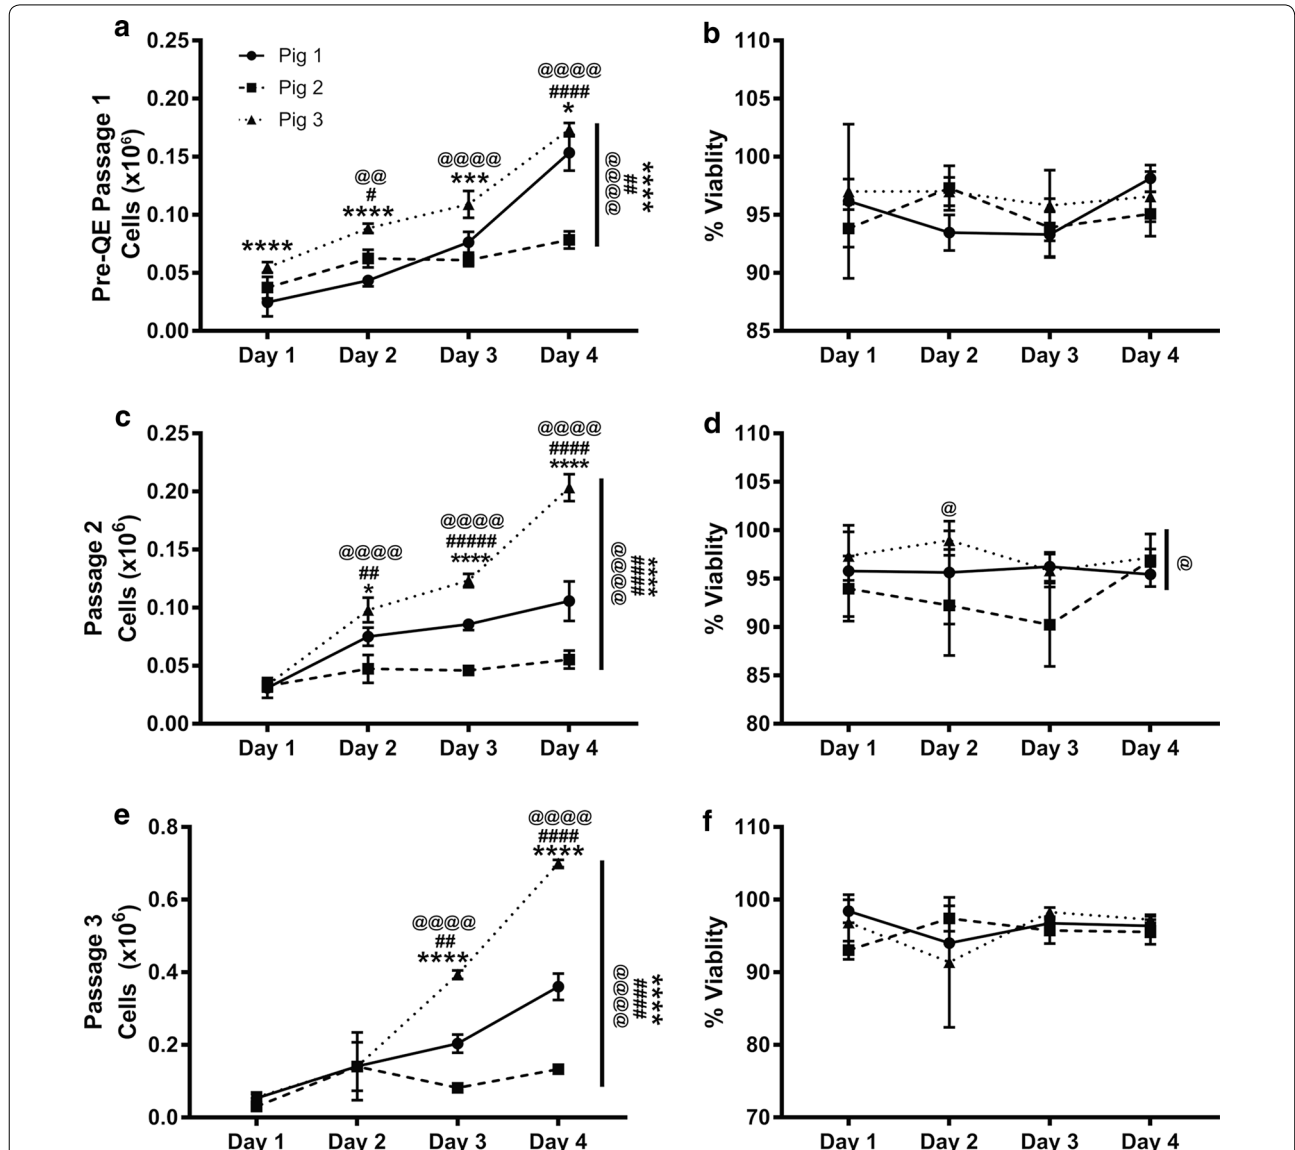 a
Pre-QE Passage 1
Cells (x10⁶)
0.25
0.20
0.15
0.10
0.05
0.00
Pig 1
Pig 2
Pig 3
****
@@
#
****
@@@@
***
@@@@
####
*
****
##
@@@@
Day 1 Day 2 Day 3 Day 4
b
% Viablity
110
105
100
95
90
85
Day 1 Day 2 Day 3 Day 4
c
Passage 2
Cells (x10⁶)
0.25
0.20
0.15
0.10
0.05
0.00
@@@@
##
*
@@@@
#####
****
@@@@
####
****
****
####
@@@@
Day 1 Day 2 Day 3 Day 4
d
% Viablity
110
105
100
95
90
85
80
@
@
Day 1 Day 2 Day 3 Day 4
e
Passage 3
Cells (x10⁶)
0.8
0.6
0.4
0.2
0.0
@@@@
##
****
@@@@
####
****
****
####
@@@@
Day 1 Day 2 Day 3 Day 4
f
% Viablity
110
100
90
80
70
Day 1 Day 2 Day 3 Day 4